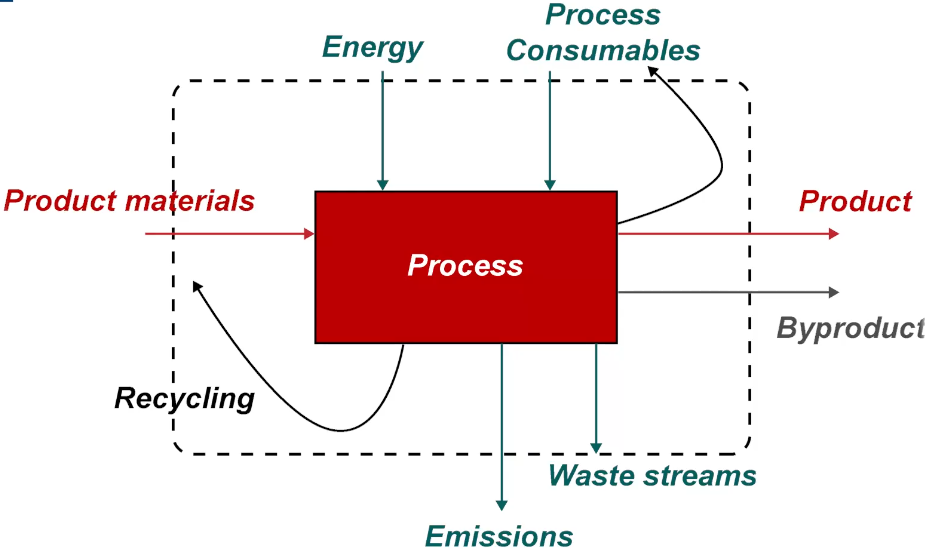 Process
Consumables
Energy
Product materials
Product
Process
Byproduct
Recycling
Waste streams
Emissions